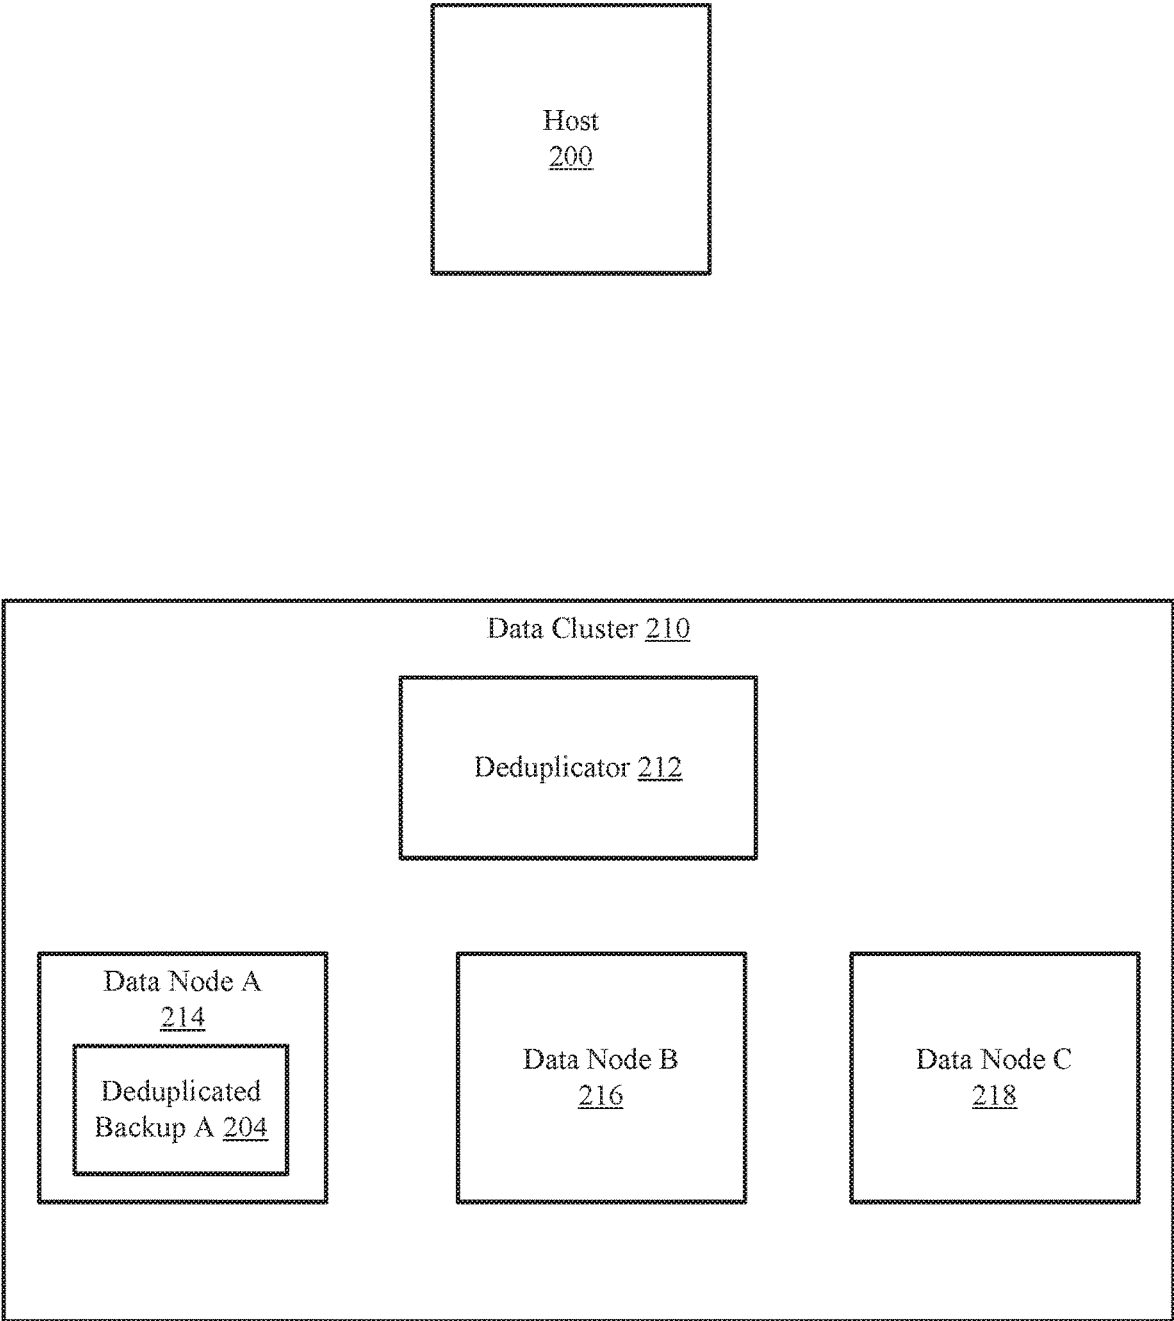 Host
200
Data Cluster 210
Deduplicator 212
Data Node A
214
Deduplicated
Backup A 204
Data Node B
216
Data Node C
218